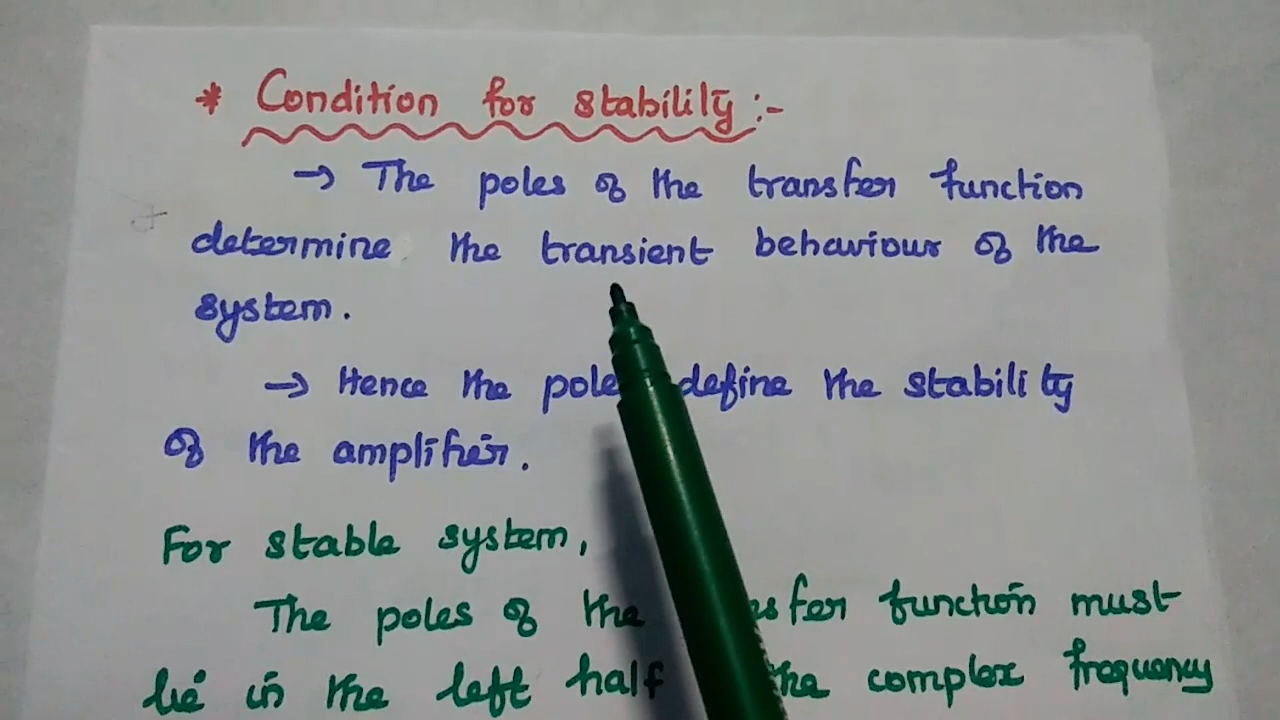 * Condition for stability :-
→ The poles of the transfer function
determine the transient behaviour of the
system.
→ Hence the pole define the stability
of the amplifier.
For stable system,
The poles of the function must
lie in the left half the complex frequency